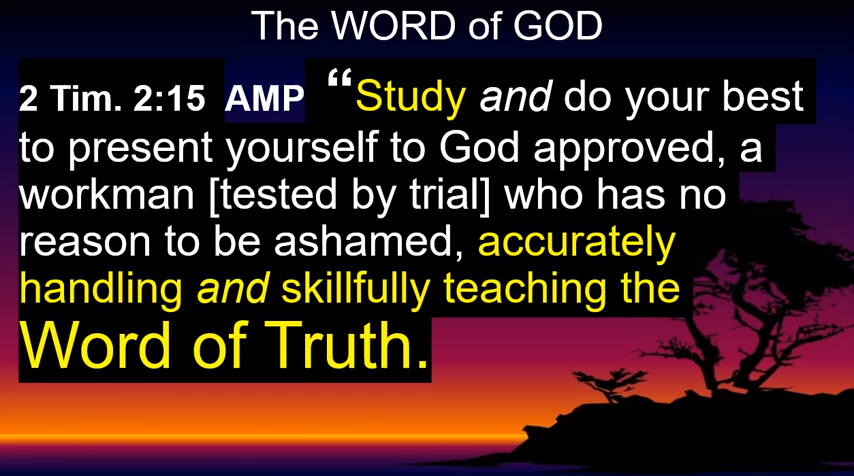 The WORD of GOD
2 Tim. 2:15 AMP “Study and do your best
to present yourself to God approved, a
workman [tested by trial] who has no
reason to be ashamed, accurately
handling and skillfully teaching the
Word of Truth.